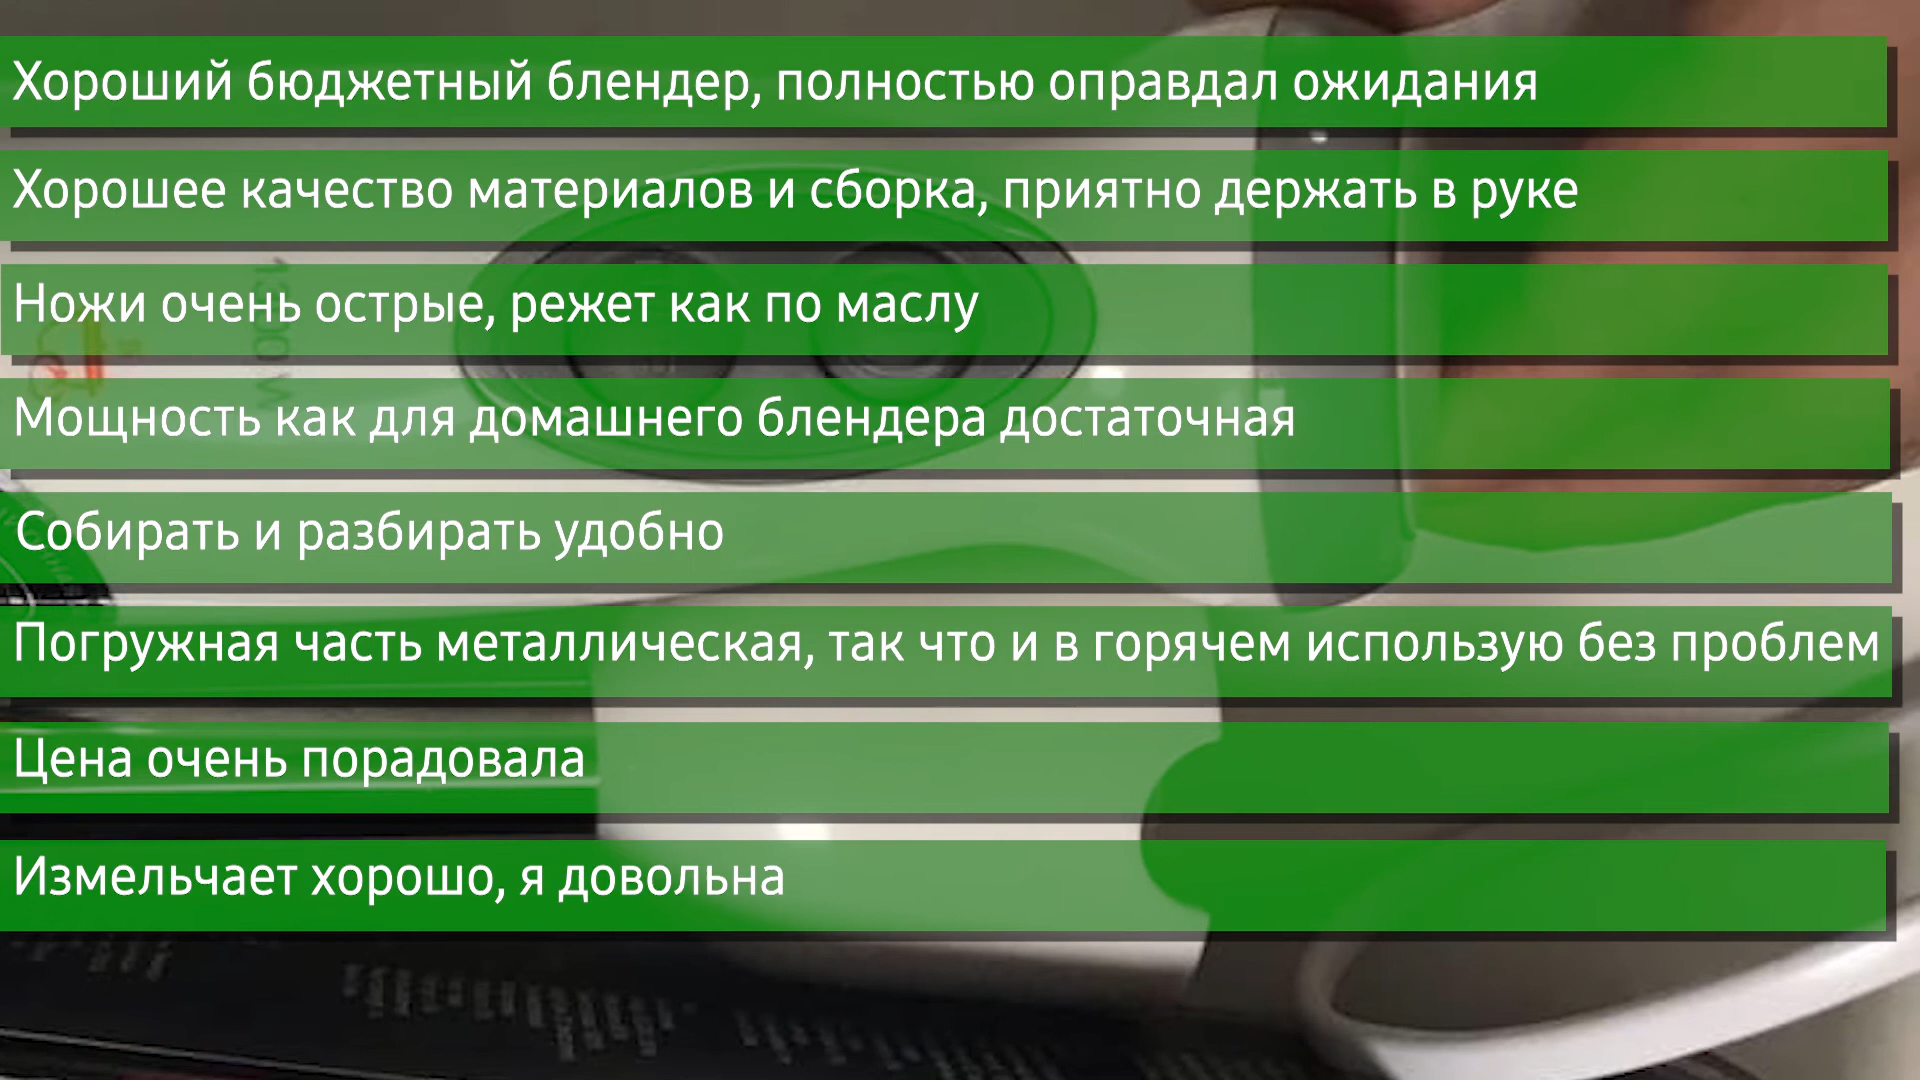 Хороший бюджетный блендер, полностью оправдал ожидания
Хорошее качество материалов и сборка, приятно держать в руке
Ножи очень острые, режет как по маслу
1300 W
Мощность как для домашнего блендера достаточная
Собирать и разбирать удобно
Погружная часть металлическая, так что и в горячем использую без проблем
Цена очень порадовала
Измельчает хорошо, я довольна